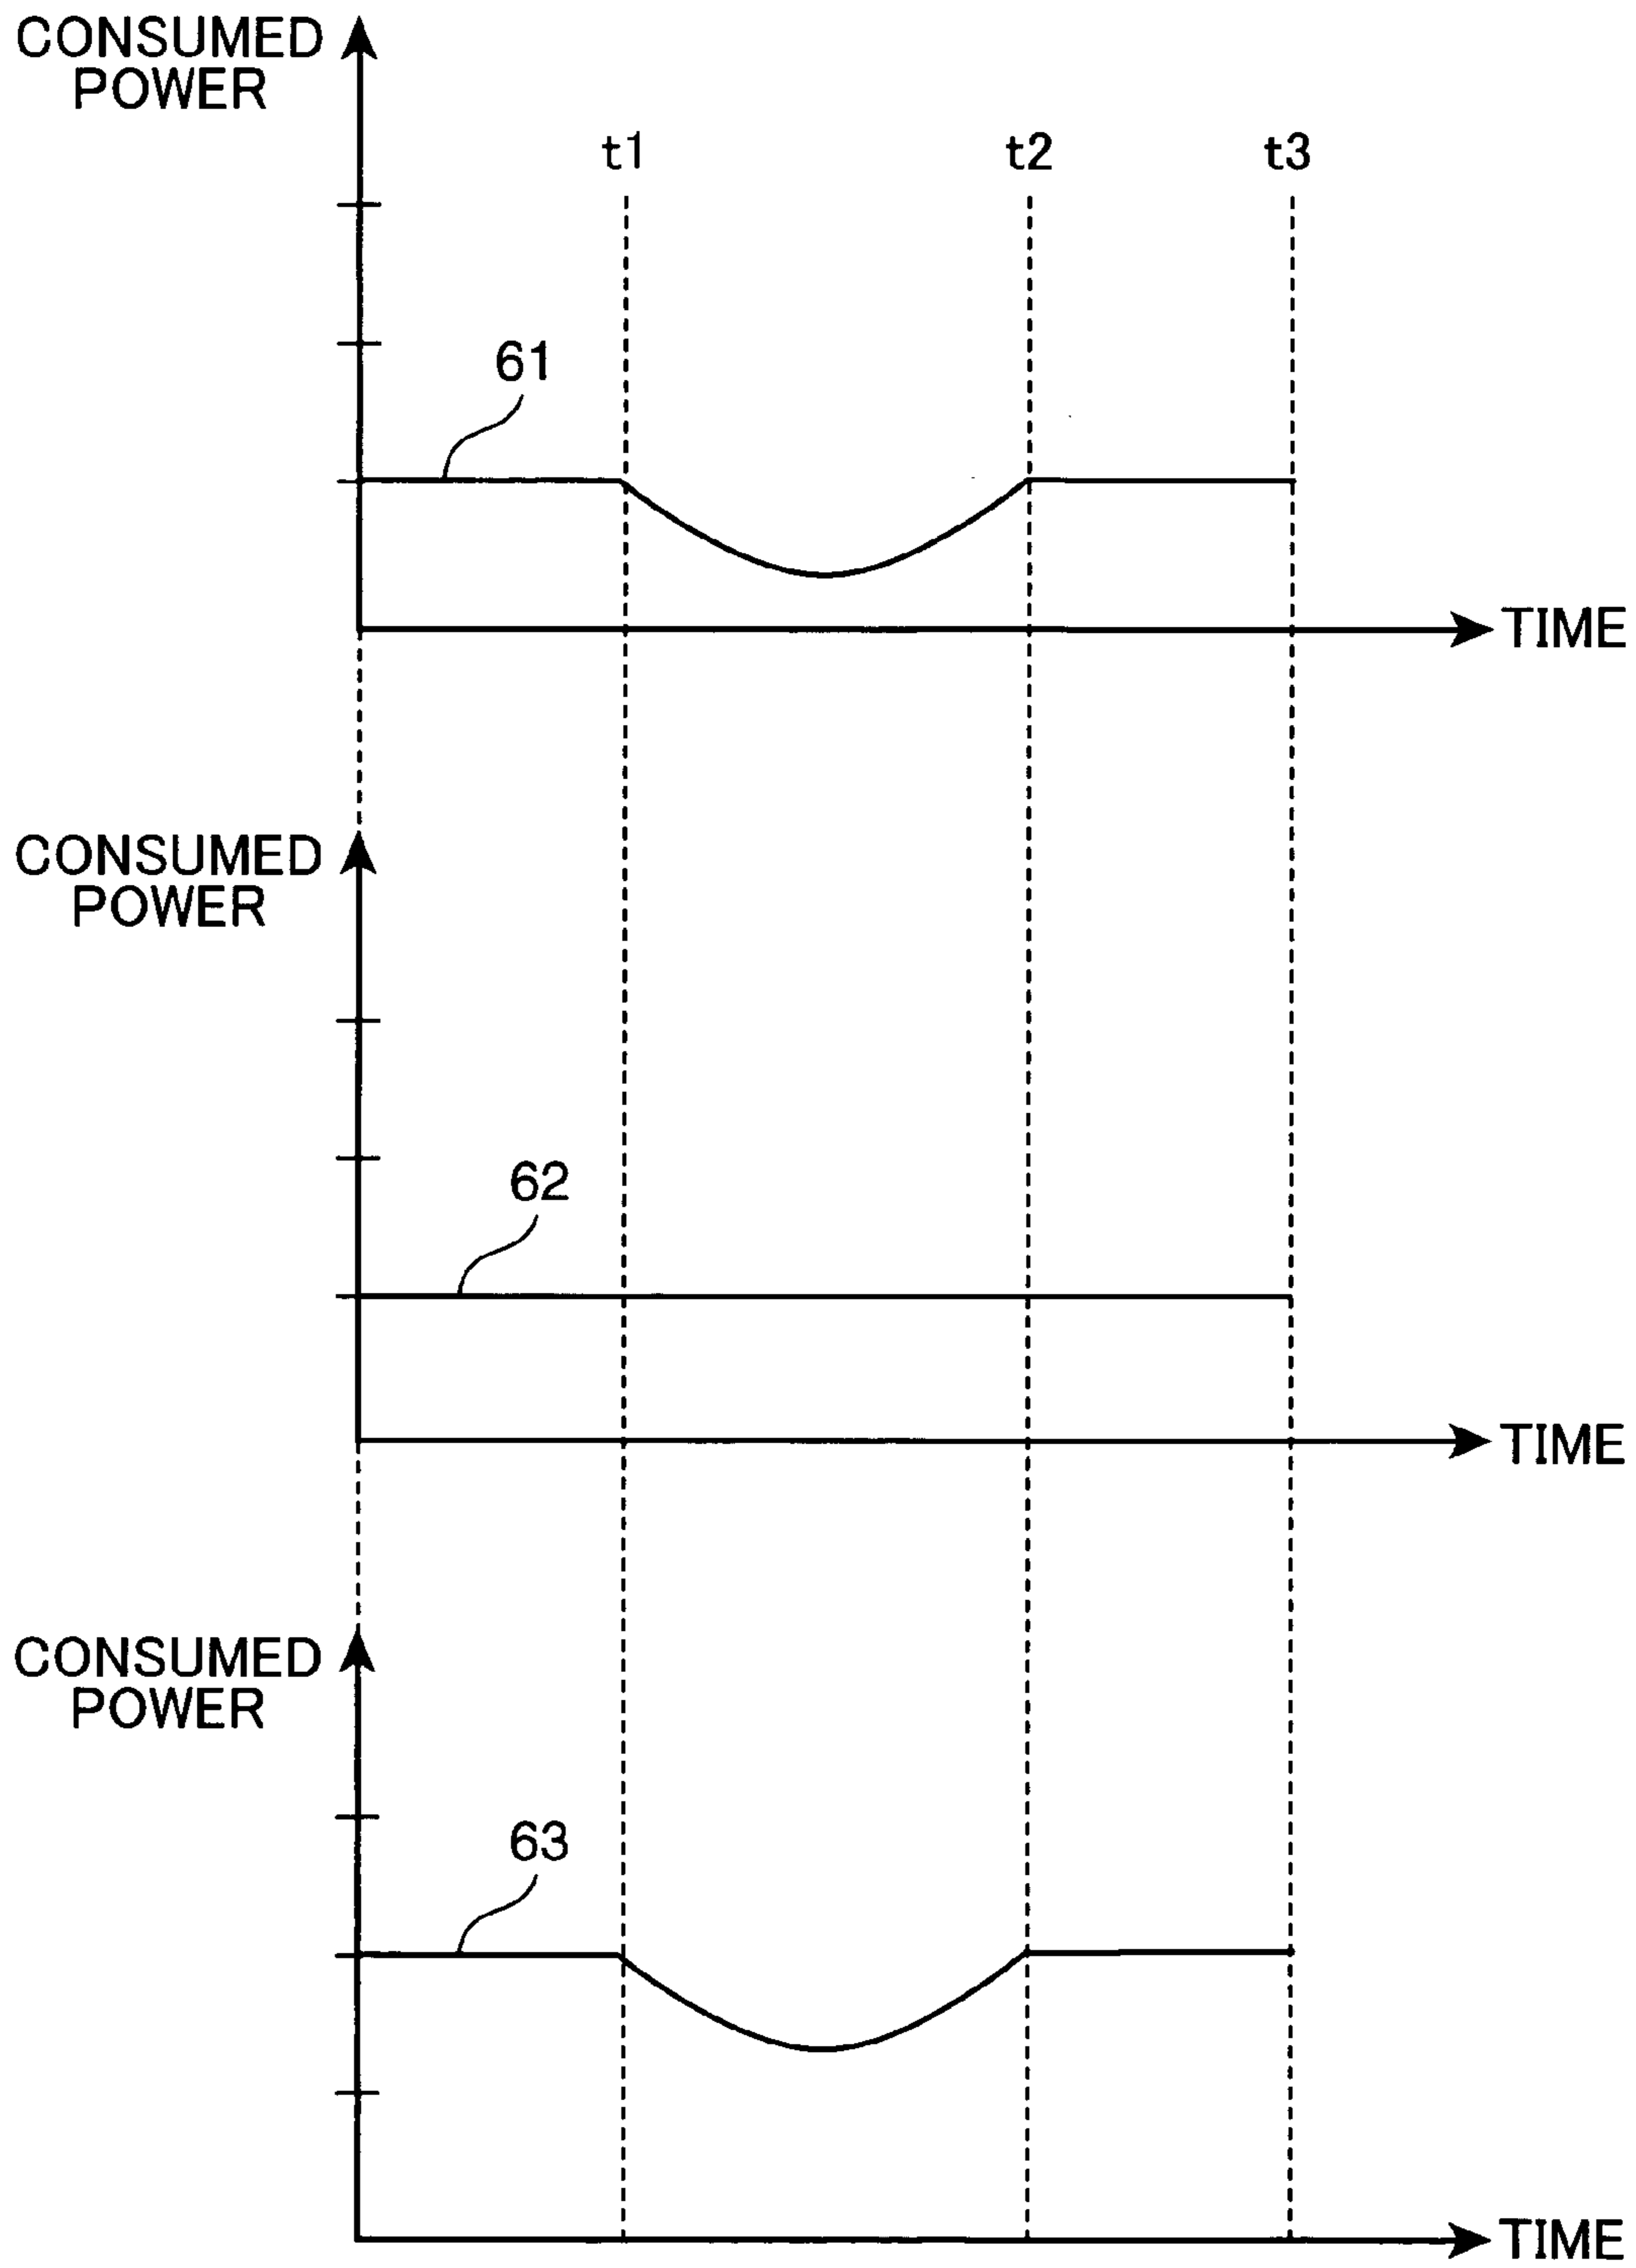 CONSUMED
POWER
t1 t2 t3
61
TIME
CONSUMED
POWER
62
TIME
CONSUMED
POWER
63
TIME